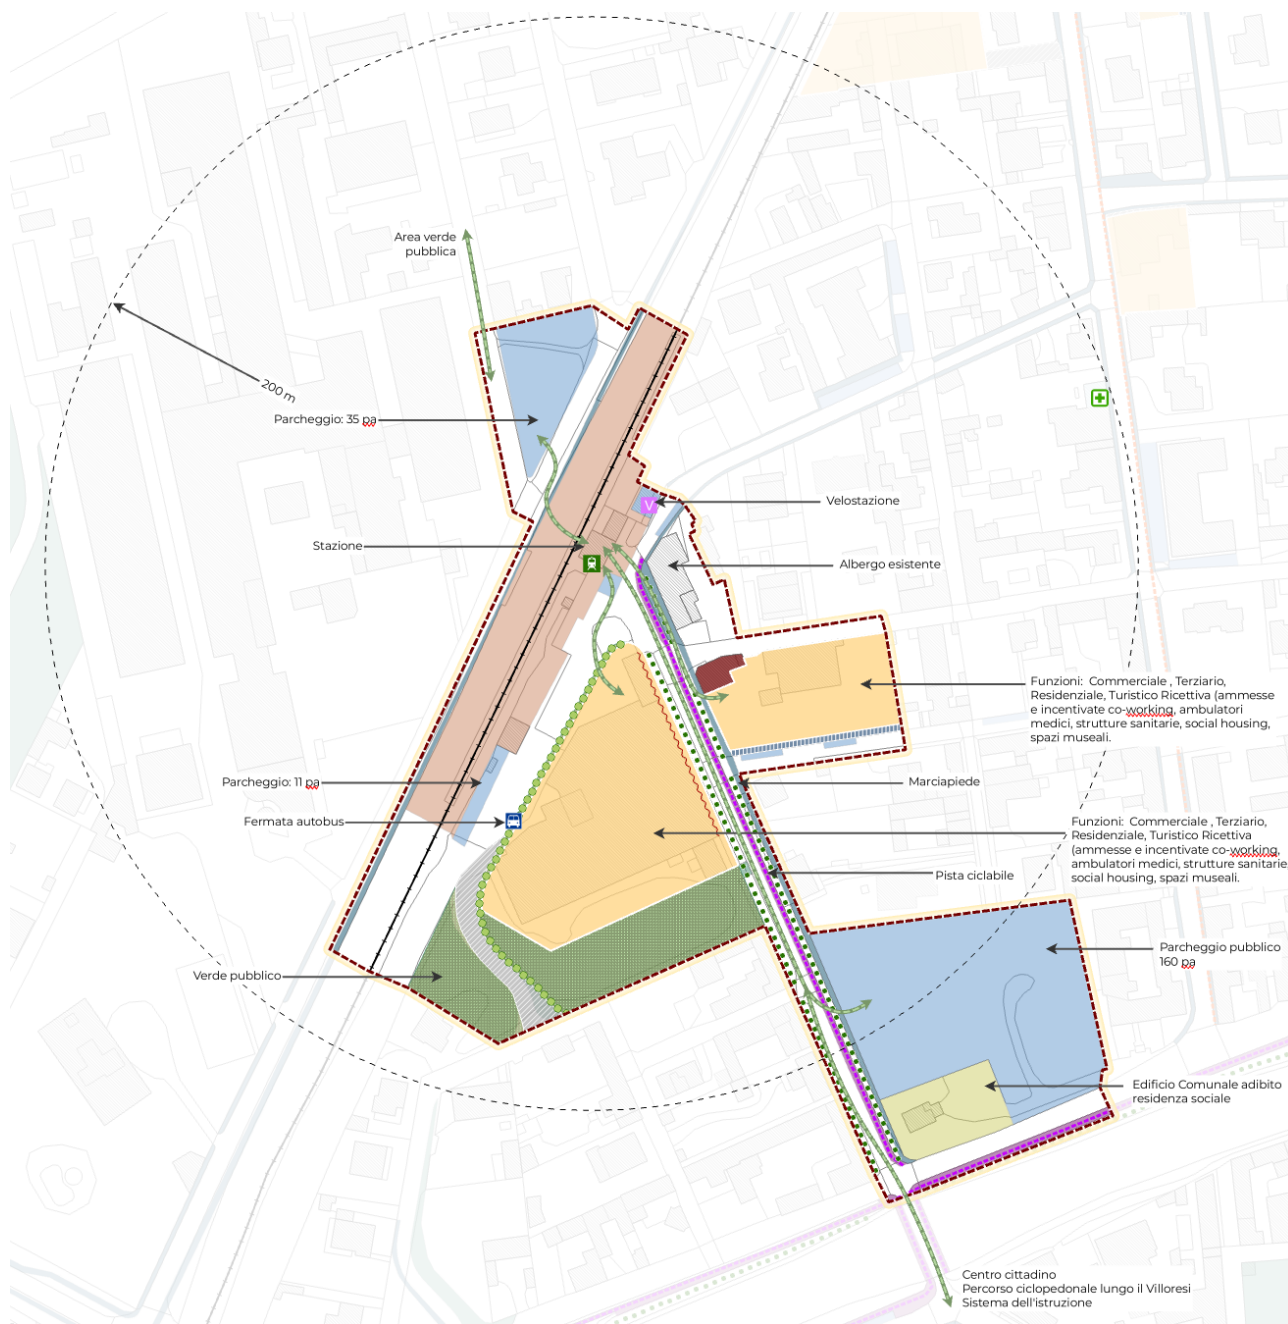 Area verde
pubblica
200 m
Parcheggio: 35 pa
Velostazione
V
Stazione
Albergo esistente
Funzioni: Commerciale , Terziario,
Residenziale, Turistico Ricettiva (ammesse
e incentivate co-working, ambulatori
medici, strutture sanitarie, social housing,
spazi museali.
Parcheggio: 11 pa
Marciapiede
Fermata autobus
Funzioni: Commerciale , Terziario,
Residenziale, Turistico Ricettiva
(ammesse e incentivate co-working,
ambulatori medici, strutture sanitarie
social housing, spazi museali.
Pista ciclabile
Parcheggio pubblico
160 pa
Verde pubblico
Edificio Comunale adibito
residenza sociale
Centro cittadino
Percorso ciclopedonale lungo il Villoresi
Sistema dell'istruzione